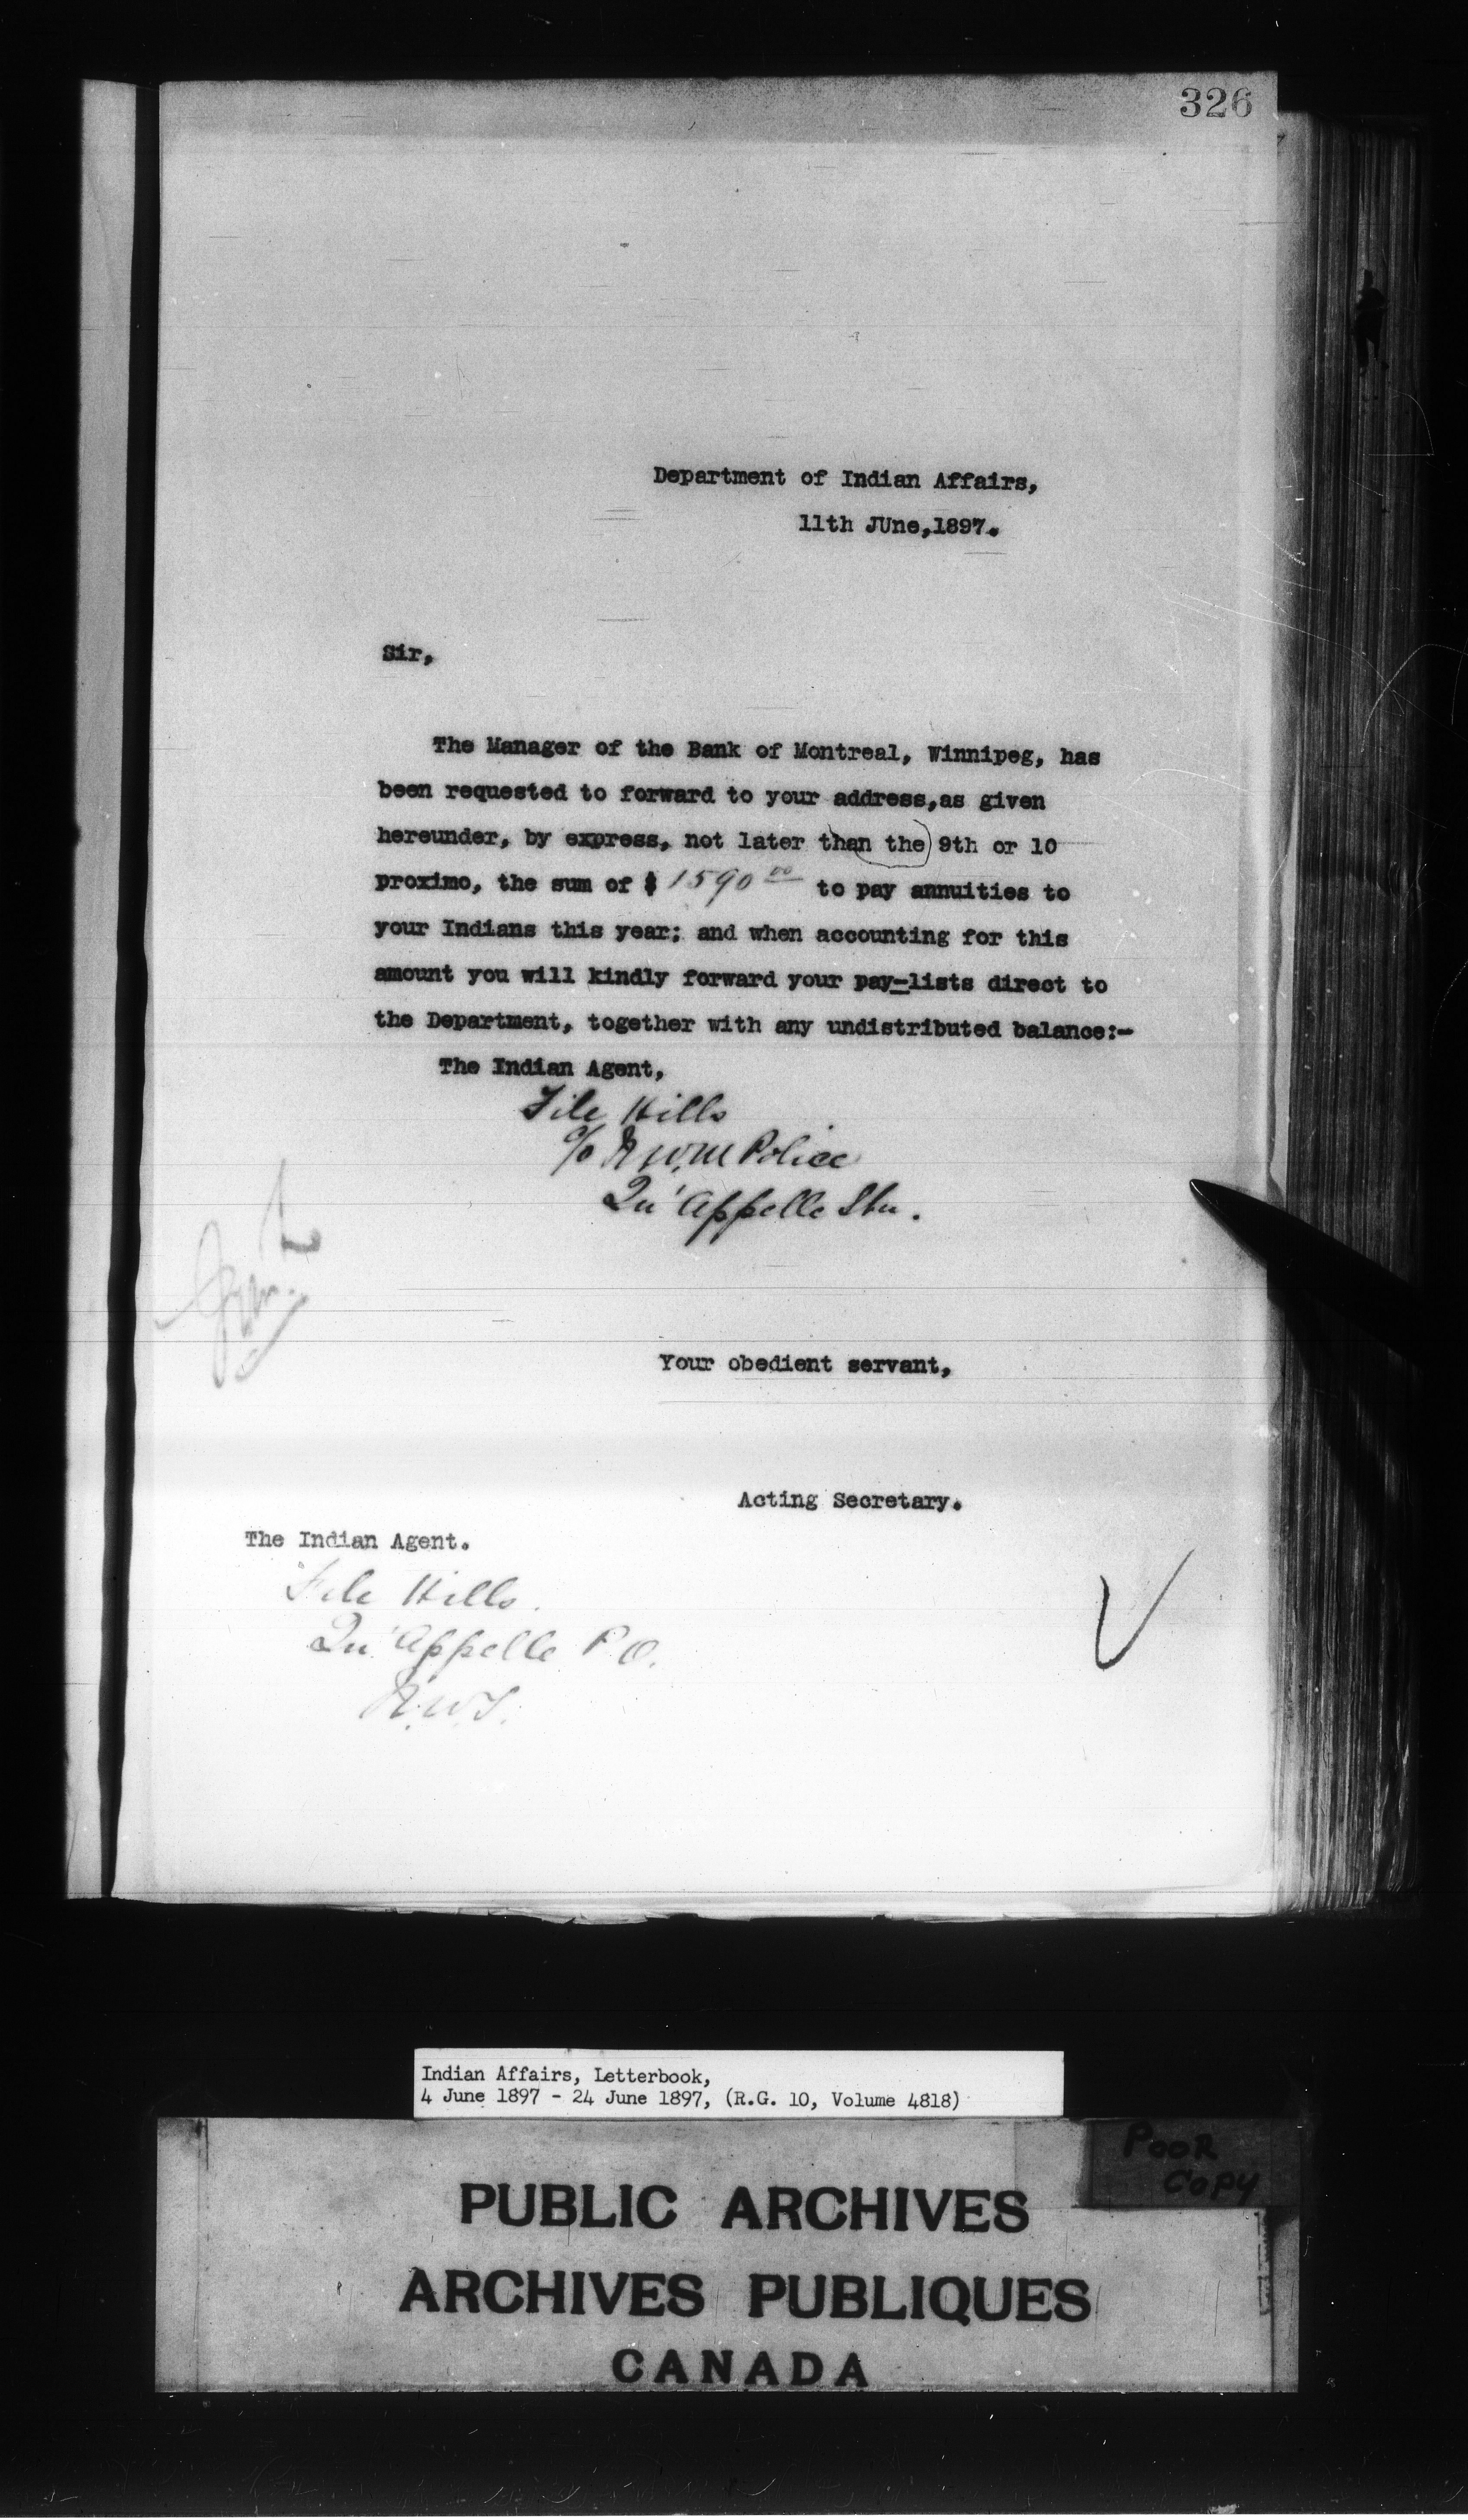 326
Department of Indian Affairs,
11th JUne,1897.
Sir,
The Manager of the Bank of Montreal, Winnipeg, has
been requested to forward to your address,as given
hereunder, by express, not later than the 9th or 10
proximo, the sum of $ 1590 00 to pay annuities to
your Indians this year; and when accounting for this
amount you will kindly forward your pay-lists direct to
the Department, together with any undistributed balance:-
The Indian Agent,
File Hills
c/o N.W.M Police
Qu'Appelle Stn.
Your obedient servant,
Acting Secretary.
The Indian Agent.
File Hills.
Qu'Appelle P.O.
N.W.T.
Indian Affairs, Letterbook,
4 June 1897 - 24 June 1897, (R.G. 10, Volume 4818)
POOR
COPY
PUBLIC ARCHIVES
ARCHIVES PUBLIQUES
CANADA